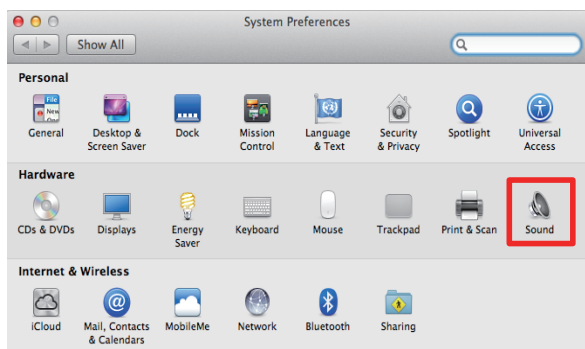 System Preferences
Show All
Personal
File
New
General
Desktop &
Screen Saver
Dock
Mission
Control
Language
& Text
Security
& Privacy
Spotlight
Universal
Access
Hardware
CDs & DVDs
Displays
Energy
Saver
Keyboard
Mouse
Trackpad
Print & Scan
Sound
Internet & Wireless
iCloud
@
Mail, Contacts
& Calendars
MobileMe
Network
Bluetooth
Sharing